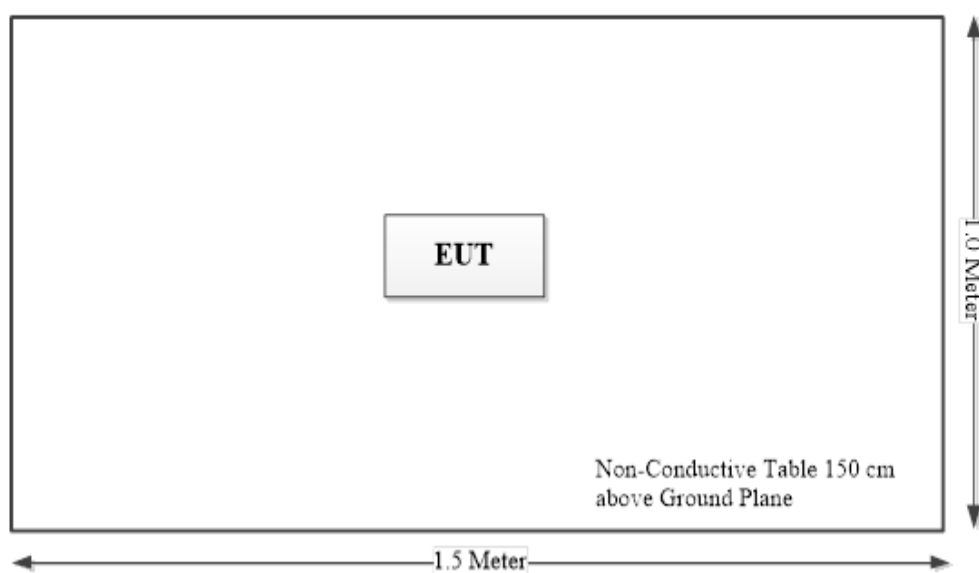 EUT
1.0 Meter
Non-Conductive Table 150 cm
above Ground Plane
1.5 Meter